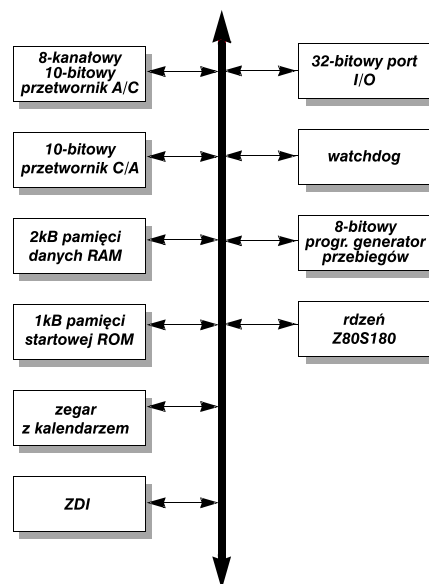 8-kanałowy
10-bitowy
przetwornik A/C
10-bitowy
przetwornik C/A
2kB pamięci
danych RAM
1kB pamięci
startowej ROM
zegar
z kalendarzem
ZDI
32-bitowy port
I/O
watchdog
8-bitowy
progr. generator
przebiegów
rdzeń
Z80S180